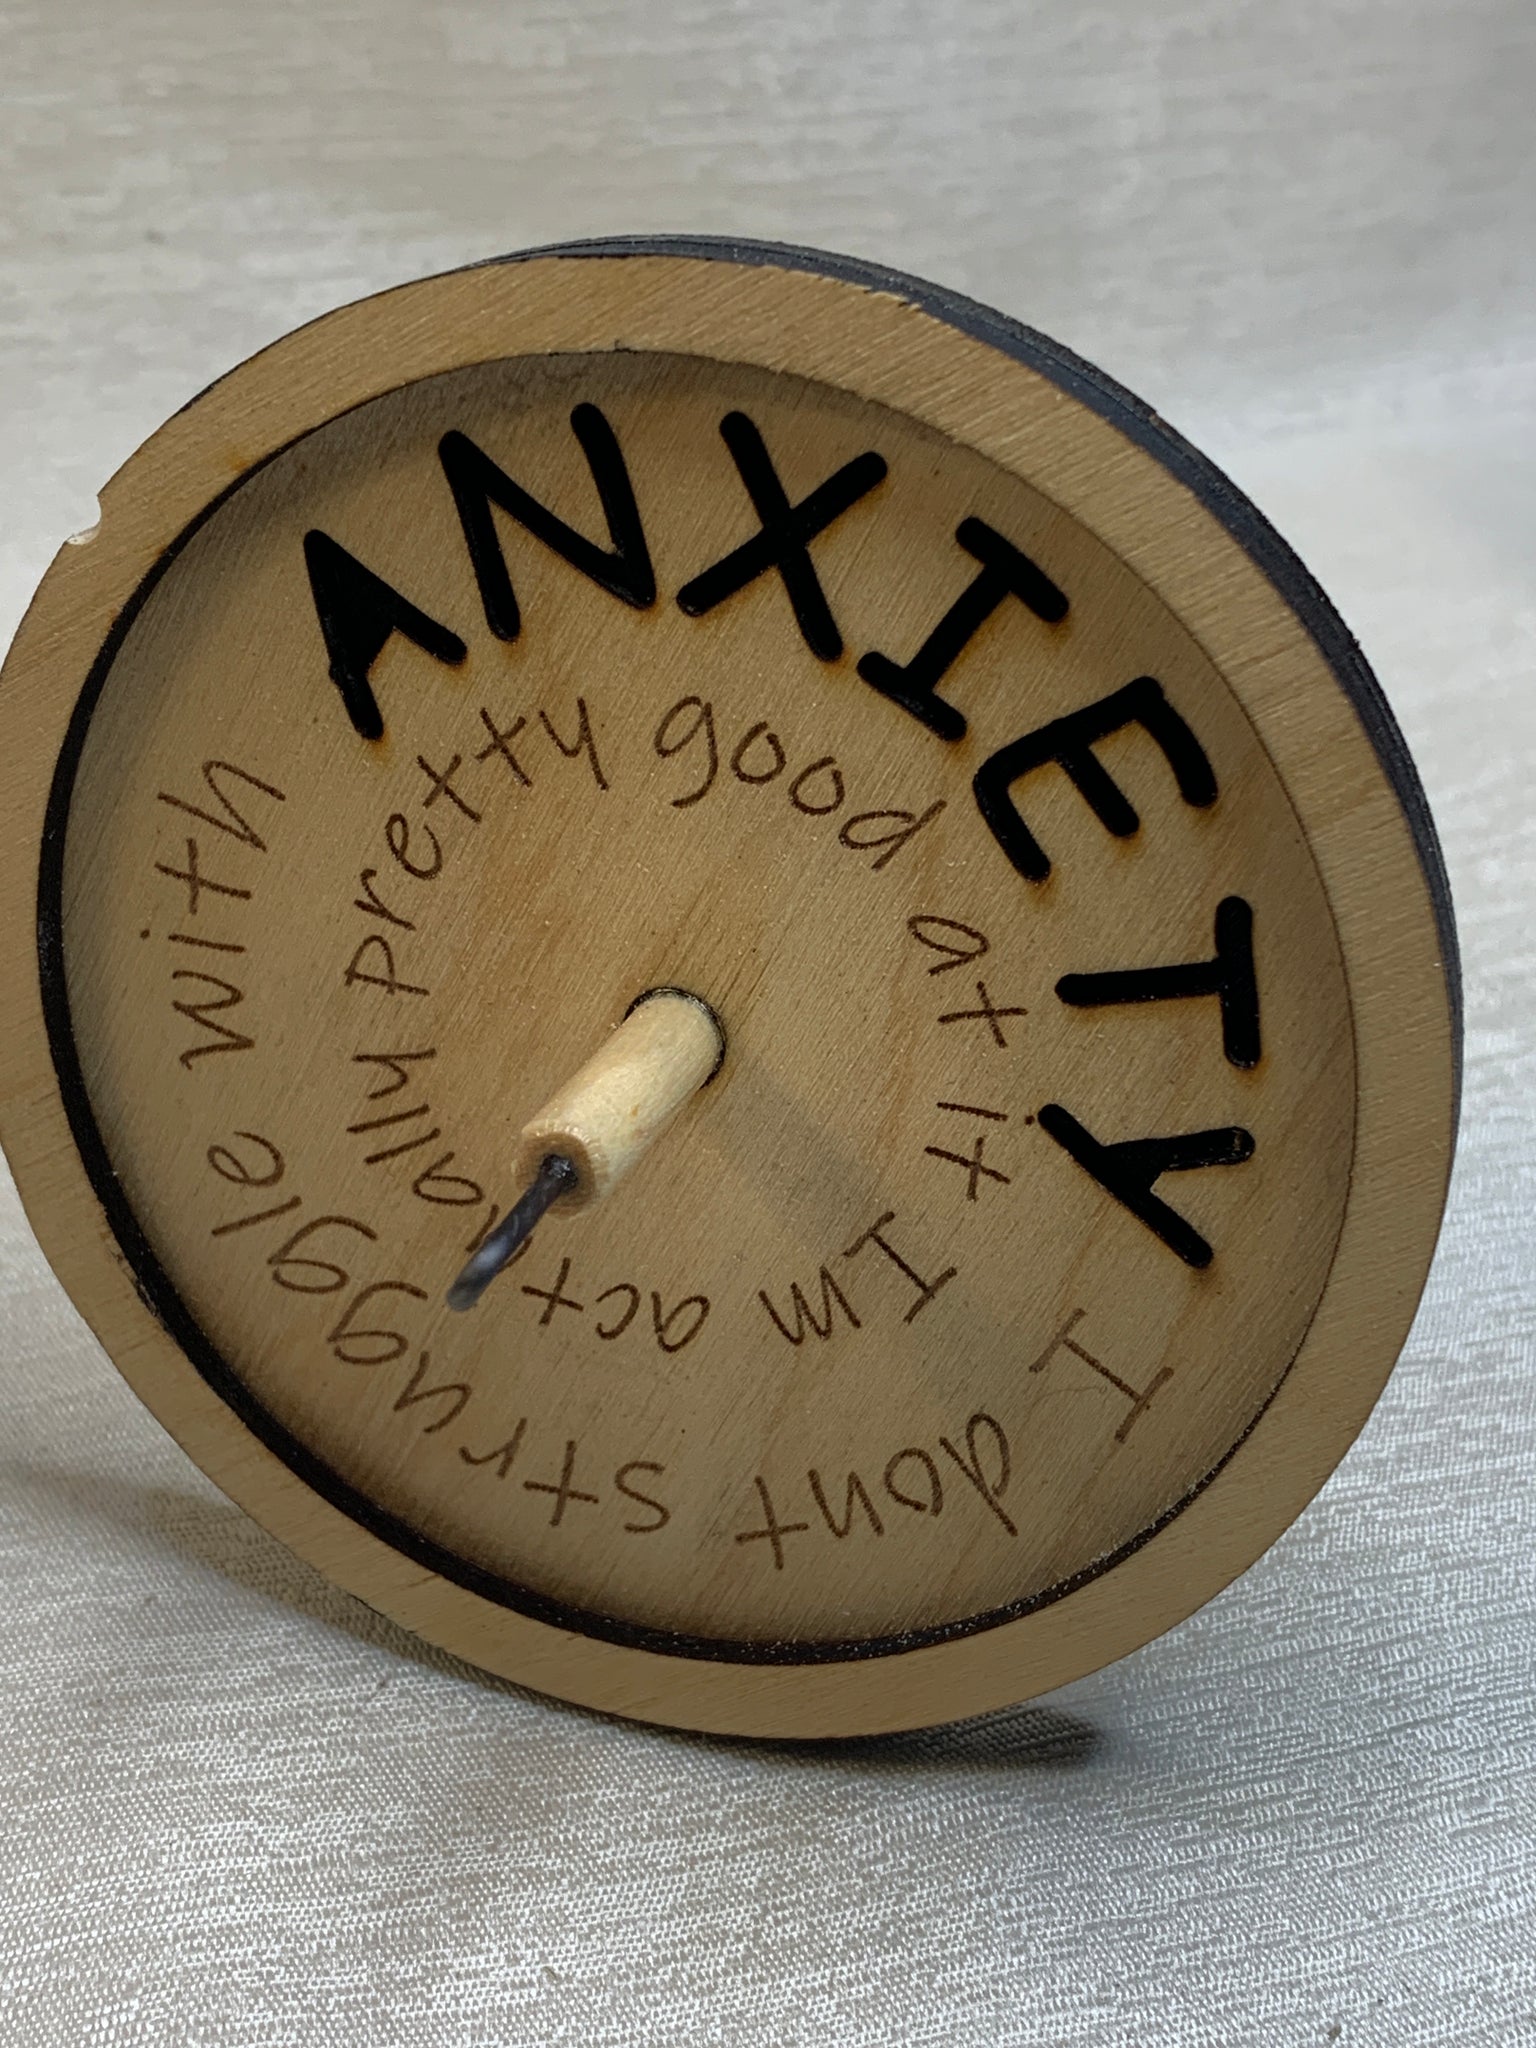 I dont struggle with
ANXIETY
Im actually pretty good at it